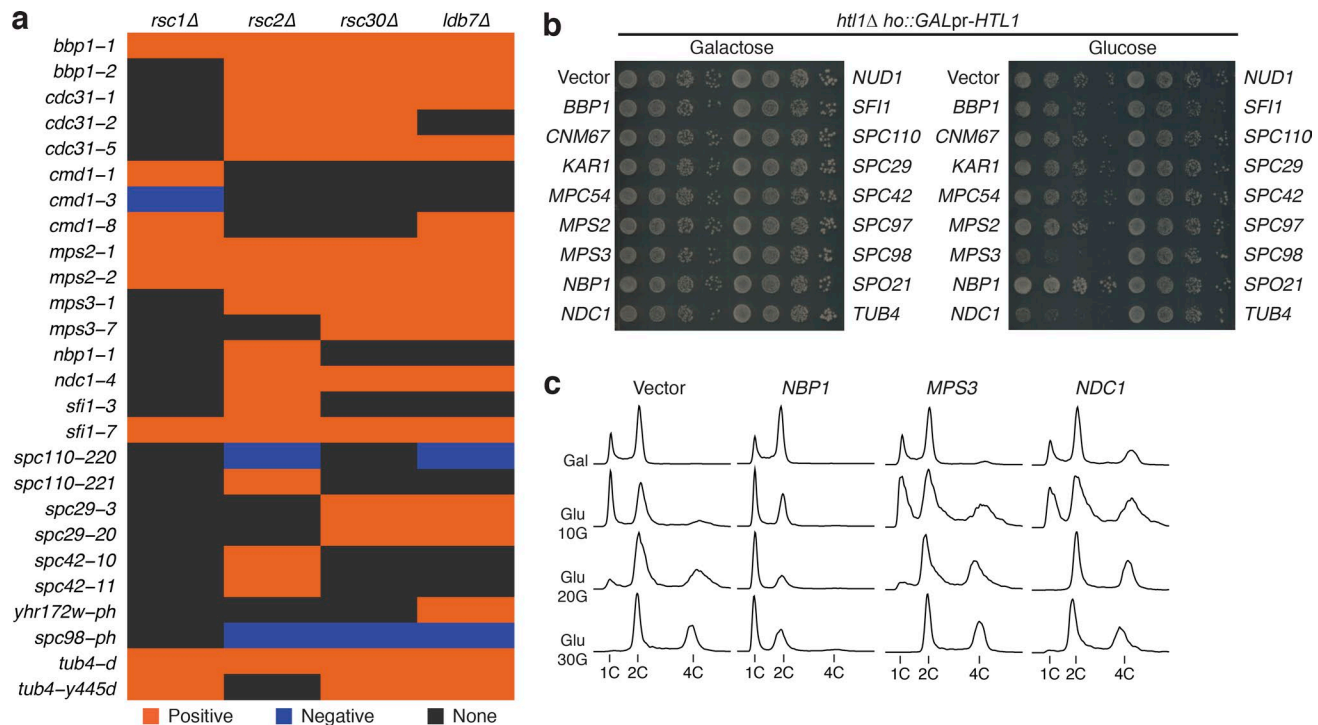 a
rsc1Δ rsc2Δ rsc30Δ ldb7Δ
bbp1–1
bbp1–2
cdc31–1
cdc31–2
cdc31–5
cmd1–1
cmd1–3
cmd1–8
mps2–1
mps2–2
mps3–1
mps3–7
nbp1–1
ndc1–4
sfi1–3
sfi1–7
spc110–220
spc110–221
spc29–3
spc29–20
spc42–10
spc42–11
yhr172w–ph
spc98–ph
tub4–d
tub4–y445d
Positive Negative None
b
htl1Δ ho::GALpr-HTL1
Galactose Glucose
Vector NUD1 Vector NUD1
BBP1 SFI1 BBP1 SFI1
CNM67 SPC110 CNM67 SPC110
KAR1 SPC29 KAR1 SPC29
MPC54 SPC42 MPC54 SPC42
MPS2 SPC97 MPS2 SPC97
MPS3 SPC98 MPS3 SPC98
NBP1 SPO21 NBP1 SPO21
NDC1 TUB4 NDC1 TUB4
c
Vector NBP1 MPS3 NDC1
Gal
Glu
10G
Glu
20G
Glu
30G
1C 2C 4C 1C 2C 4C 1C 2C 4C 1C 2C 4C